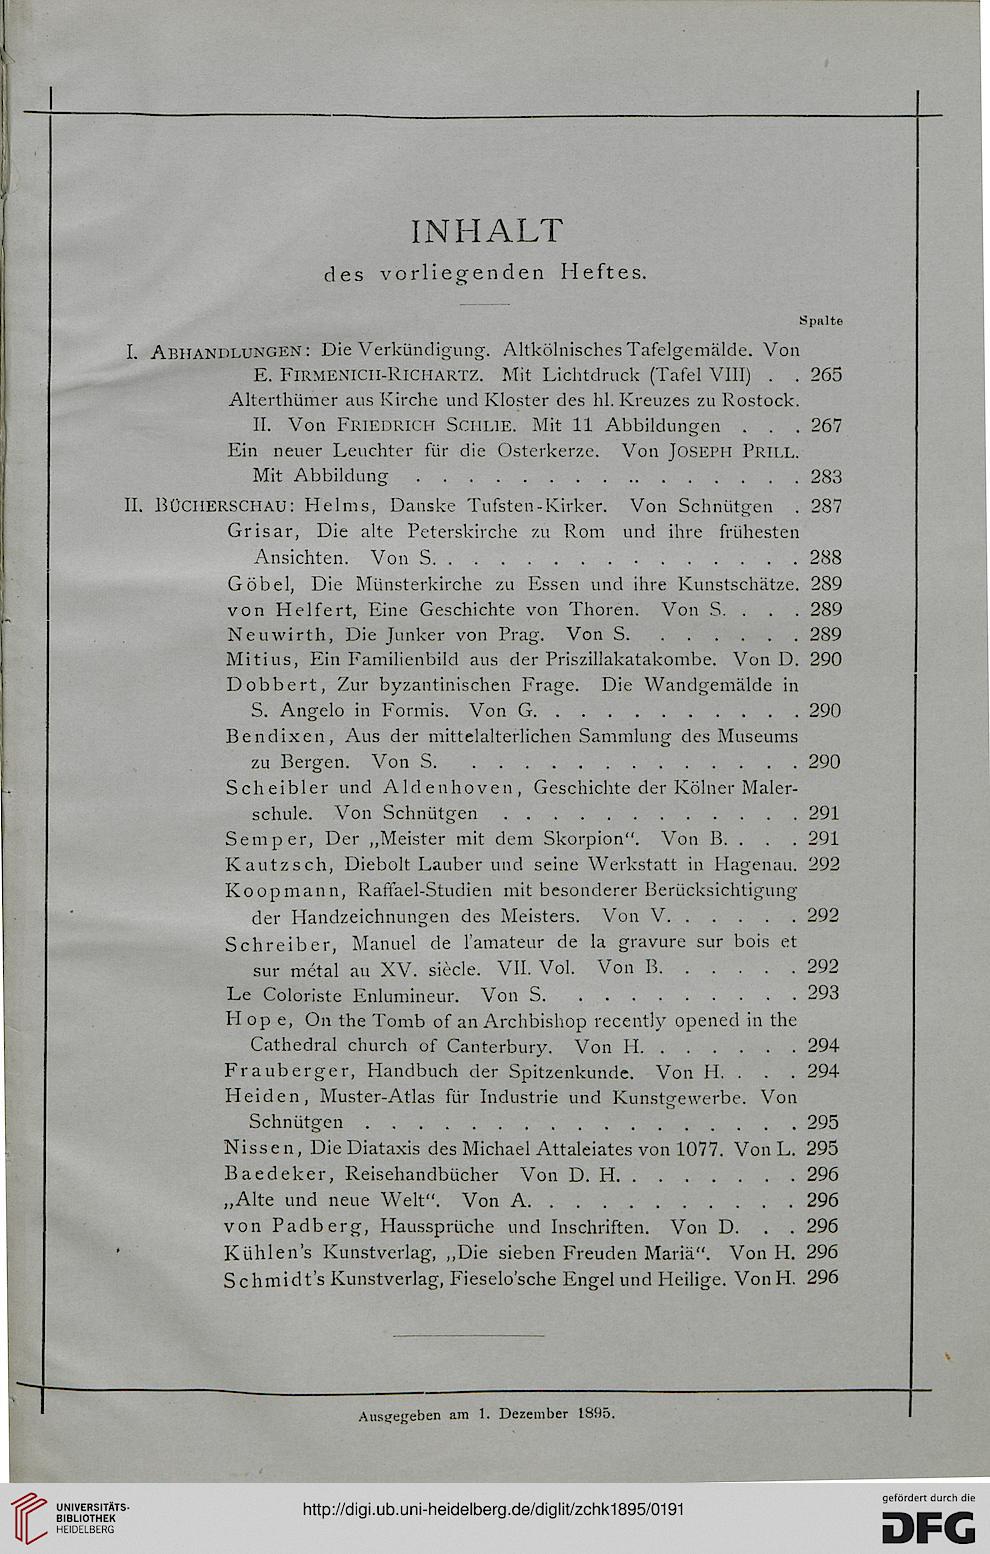 INHALT
des vorliegenden Heftes.
Spalte
I. ABHANDLUNGEN: Die Verkündigung. Altkölnisches Tafelgemälde. Von
E. FIRMENICH-RICHARTZ. Mit Lichtdruck (Tafel VIII) . . 265
Alterthümer aus Kirche und Kloster des hl. Kreuzes zu Rostock.
II. Von FRIEDRICH SCHLIE. Mit 11 Abbildungen . . . 267
Ein neuer Leuchter für die Osterkerze. Von JOSEPH PRILL.
Mit Abbildung . . . . . . . . . . . . . . . 283
II. BÜCHERSCHAU: Helms, Danske Tufsten-Kirker. Von Schnütgen . 287
Grisar, Die alte Peterskirche zu Rom und ihre frühesten
Ansichten. Von S. . . . . . . . . . . . . . . 288
Göbel, Die Münsterkirche zu Essen und ihre Kunstschätze. 289
von Helfert, Eine Geschichte von Thoren. Von S. . . . 289
Neuwirth, Die Junker von Prag. Von S. . . . . . . 289
Mitius, Ein Familienbild aus der Priszillakatakombe. Von D. 290
Dobbert, Zur byzantinischen Frage. Die Wandgemälde in
S. Angelo in Formis. Von G. . . . . . . . . . . 290
Bendixen, Aus der mittelalterlichen Sammlung des Museums
zu Bergen. Von S. . . . . . . . . . . . . . 290
Scheibler und Aldenhoven, Geschichte der Kölner Maler-
schule. Von Schnütgen . . . . . . . . . . . . 291
Semper, Der „Meister mit dem Skorpion“. Von B. . . . 291
Kautzsch, Diebolt Lauber und seine Werkstatt in Hagenau. 292
Koopmann, Raffael-Studien mit besonderer Berücksichtigung
der Handzeichnungen des Meisters. Von V. . . . . . 292
Schreiber, Manuel de l'amateur de la gravure sur bois et
sur métal au XV. siècle. VII. Vol. Von B. . . . . . 292
Le Coloriste Enlumineur. Von S. . . . . . . . . . 293
Hope, On the Tomb of an Archbishop recently opened in the
Cathedral church of Canterbury. Von H. . . . . . . 294
Frauberger, Handbuch der Spitzenkunde. Von H. . . . 294
Heiden, Muster-Atlas für Industrie und Kunstgewerbe. Von
Schnütgen . . . . . . . . . . . . . . . . . 295
Nissen, Die Diataxis des Michael Attaleiates von 1077. Von L. 295
Baedeker, Reisehandbücher Von D. H. . . . . . . . 296
„Alte und neue Welt“. Von A. . . . . . . . . . . 296
von Padberg, Haussprüche und Inschriften. Von D. . . 296
Kühlen's Kunstverlag, „Die sieben Freuden Mariä“. Von H. 296
Schmidt's Kunstverlag, Fieselo'sche Engel und Heilige. Von H. 296
Ausgegeben am 1. Dezember 1895.
UNIVERSITÄTS-
BIBLIOTHEK
HEIDELBERG
http://digi.ub.uni-heidelberg.de/diglit/zchk1895/0191
gefördert durch die
DFG